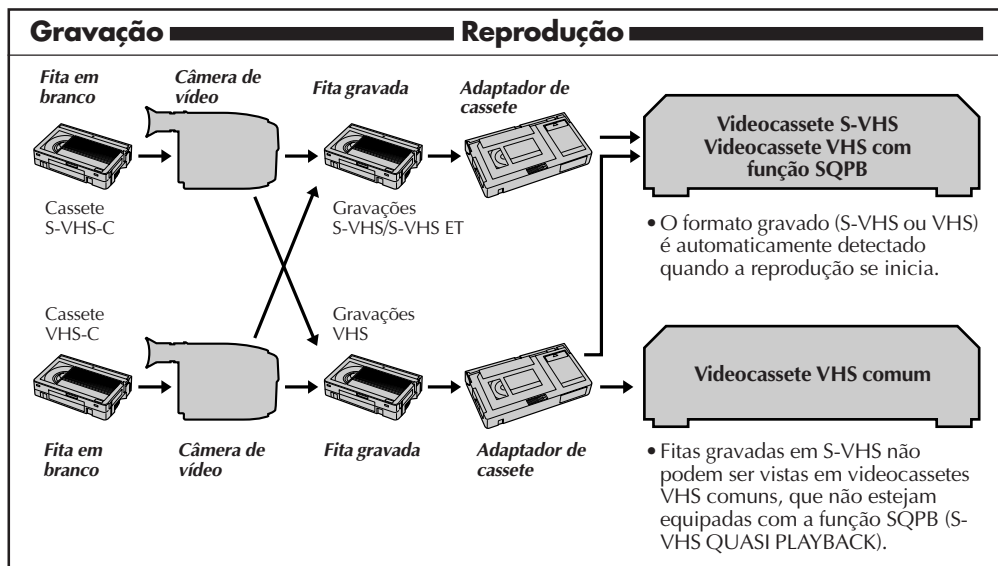 Gravação
Reprodução
Fita em
branco
Câmera de
vídeo
Fita gravada
Adaptador de
cassete
Videocassete S-VHS
Videocassete VHS com
função SQPB
Cassete
S-VHS-C
Gravações
S-VHS/S-VHS ET
• O formato gravado (S-VHS ou VHS)
é automaticamente detectado
quando a reprodução se inicia.
Cassete
VHS-C
Gravações
VHS
Videocassete VHS comum
Fita em
branco
Câmera de
vídeo
Fita gravada
Adaptador de
cassete
• Fitas gravadas em S-VHS não
podem ser vistas em videocassetes
VHS comuns, que não estejam
equipadas com a função SQPB (S-
VHS QUASI PLAYBACK).